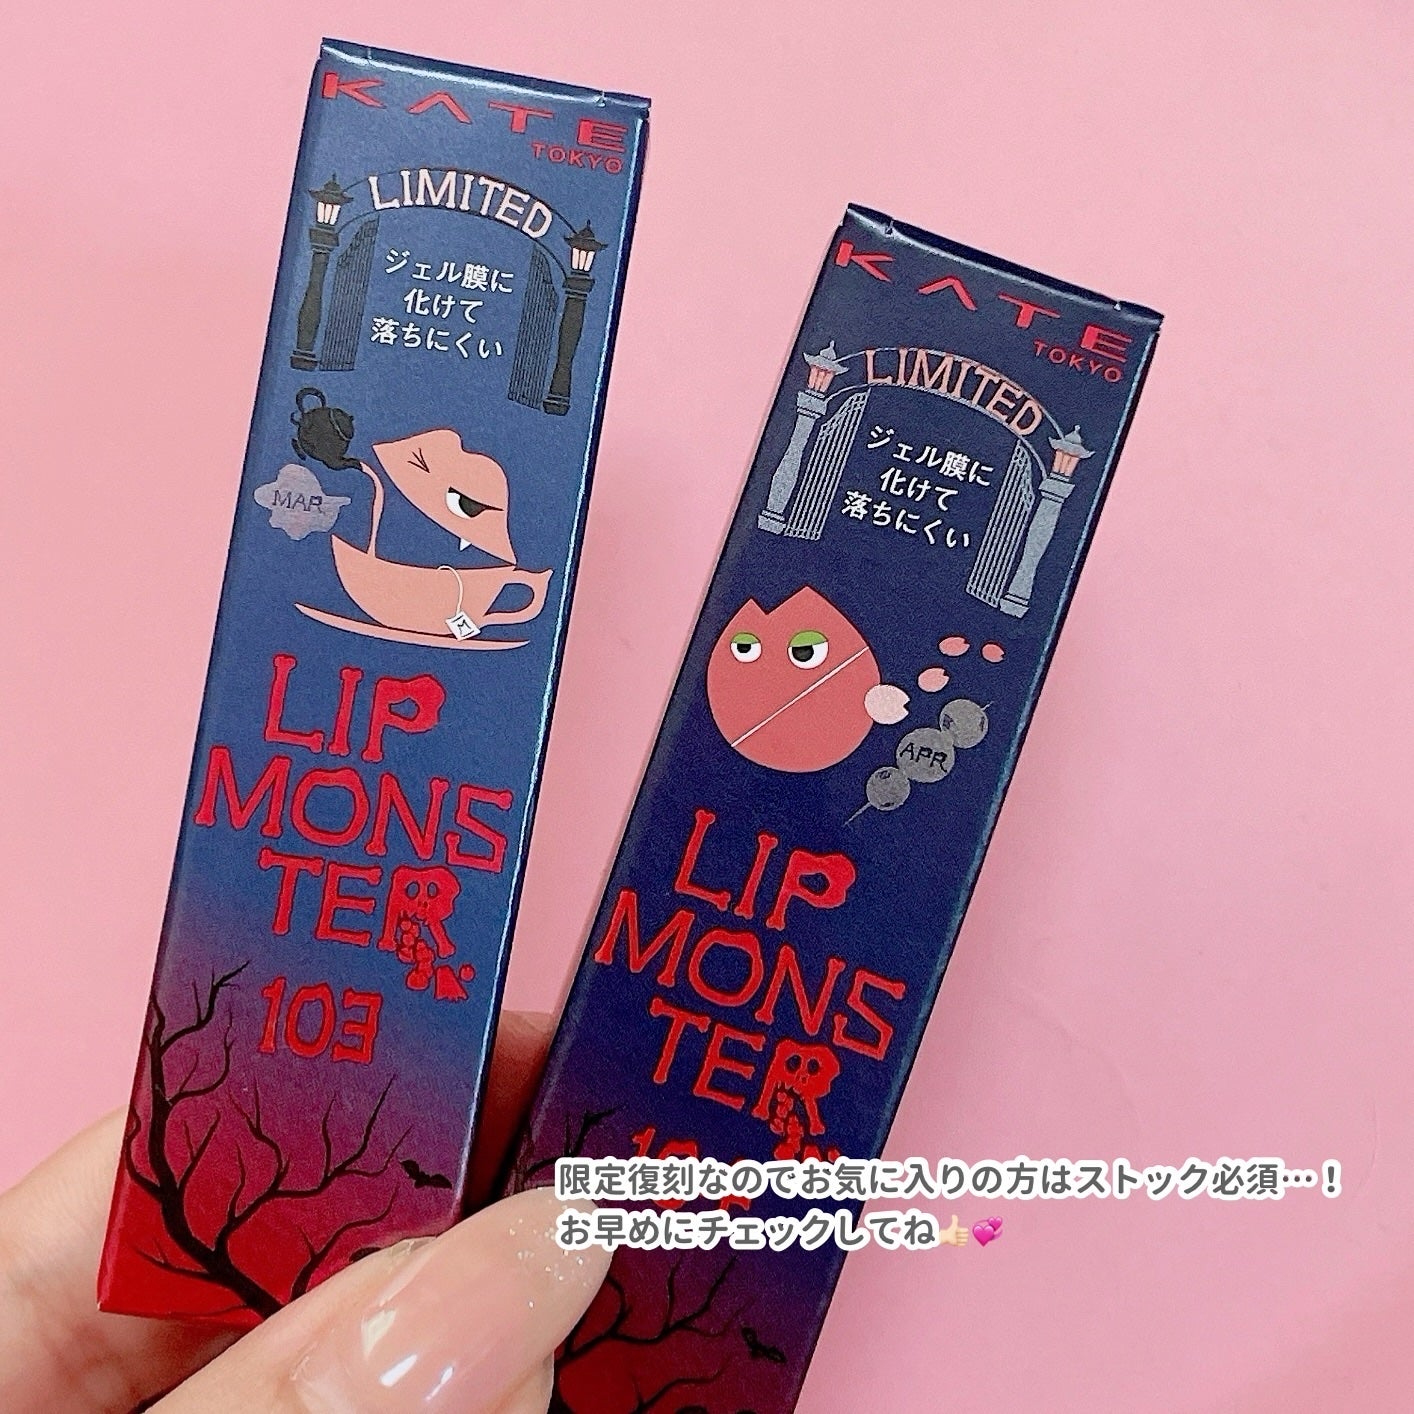 KATE
TOKYO
LIMITED
ジェル膜に
化けて
落ちにくい
MAR
LIP
MONS
TER
103
KATE
TOKYO
LIMITED
ジェル膜に
化けて
落ちにくい
APR
LIP
MONS
TER
限定復刻なのでお気に入りの方はストック必須…！
お早めにチェックしてね👍🏻💞